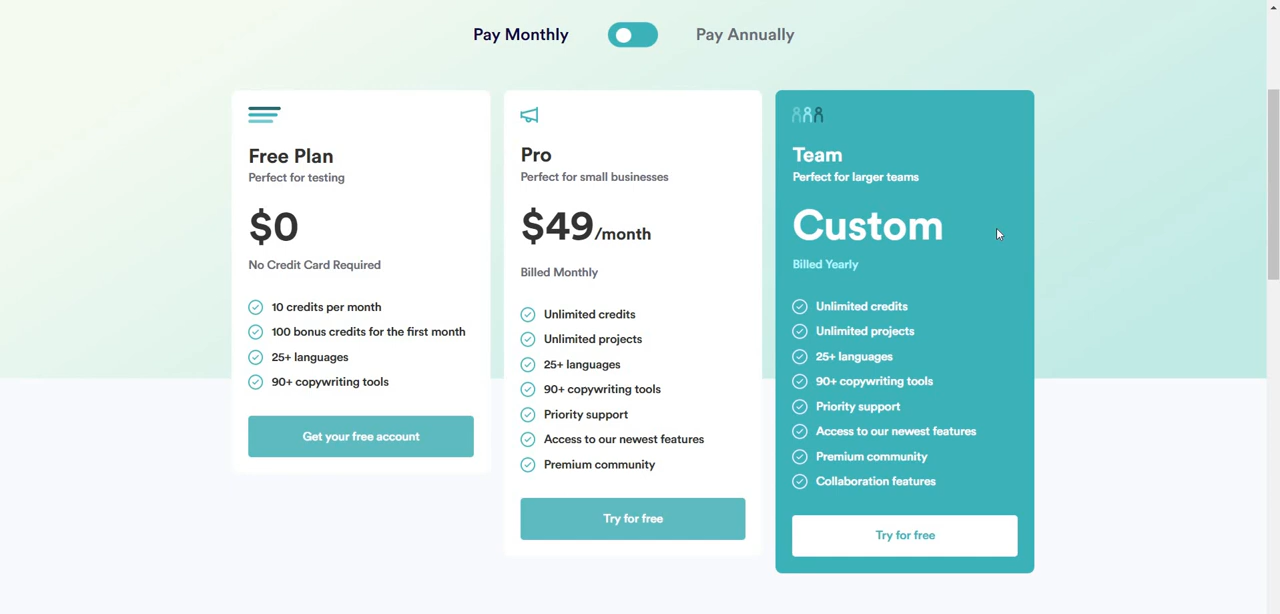 Pay Monthly
Pay Annually
Free Plan
Perfect for testing
$0
No Credit Card Required
10 credits per month
100 bonus credits for the first month
25+ languages
90+ copywriting tools
Get your free account
Pro
Perfect for small businesses
$49/month
Billed Monthly
Unlimited credits
Unlimited projects
25+ languages
90+ copywriting tools
Priority support
Access to our newest features
Premium community
Try for free
Team
Perfect for larger teams
Custom
Billed Yearly
Unlimited credits
Unlimited projects
25+ languages
90+ copywriting tools
Priority support
Access to our newest features
Premium community
Collaboration features
Try for free